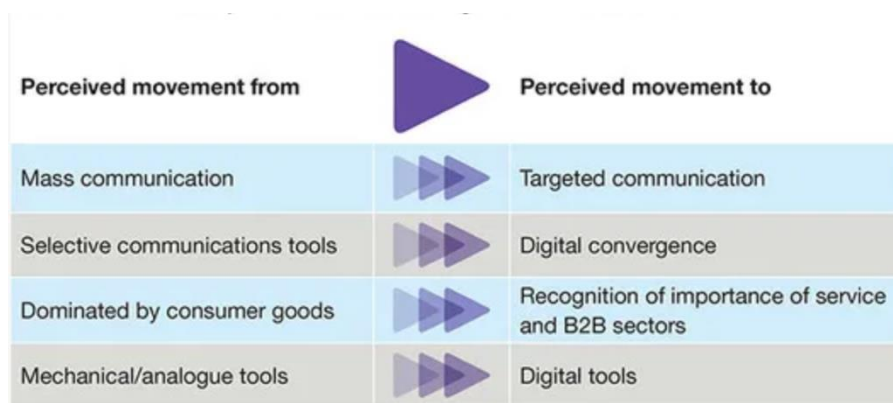 Perceived movement from
Perceived movement to
Mass communication
Targeted communication
Selective communications tools
Digital convergence
Dominated by consumer goods
Recognition of importance of service
and B2B sectors
Mechanical/analogue tools
Digital tools